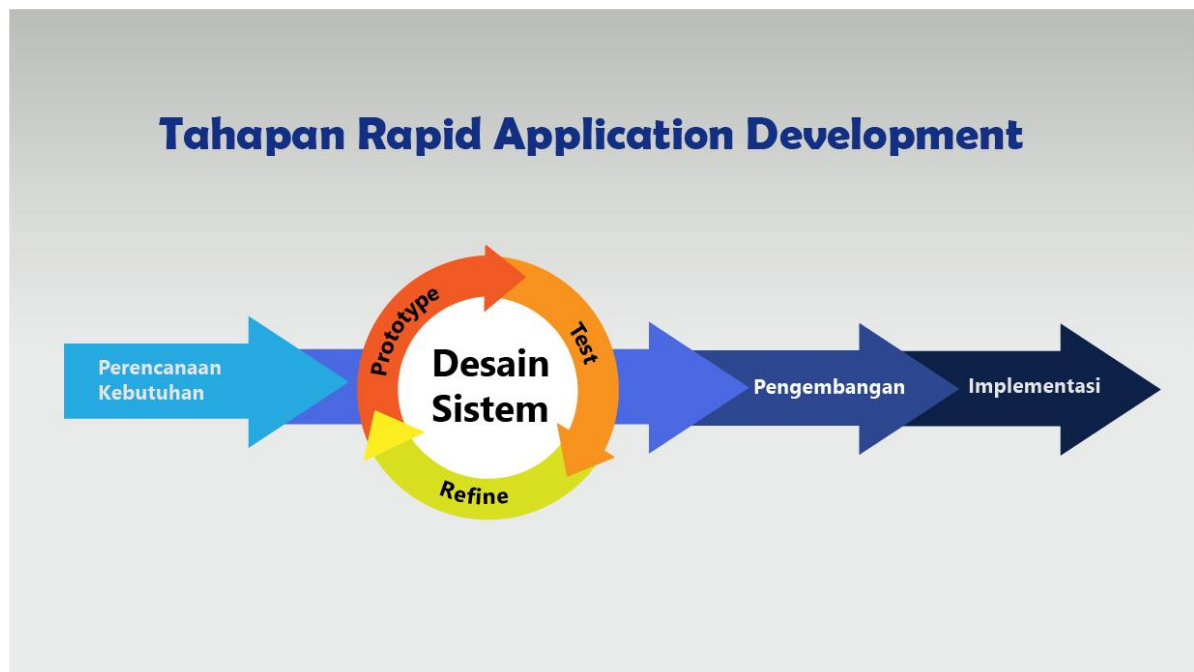 Tahapan Rapid Application Development
Perencanaan
Kebutuhan
Prototype
Test
Refine
Desain
Sistem
Pengembangan
Implementasi